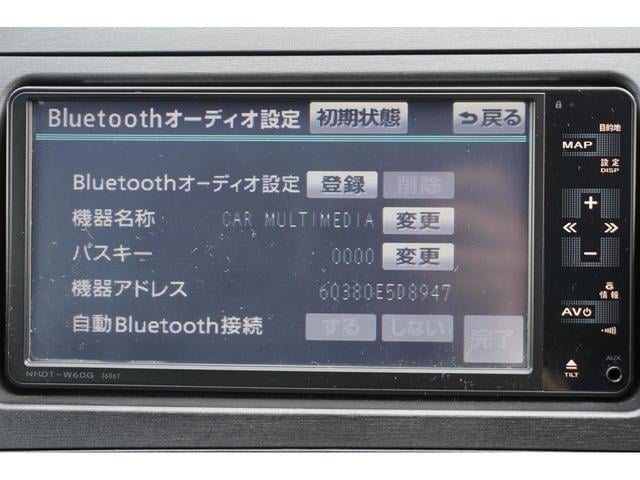 Bluetoothオーディオ設定 初期状態 戻る
Bluetoothオーディオ設定 登録 削除
機器名称 CAR MULTIMEDIA 変更
パスキー 0000 変更
機器アドレス 60380E5D8947
自動Bluetooth接続 する しない 完了
NHDT-W60G 36067
目的地
MAP
設定
DISP
+
−
情報
AV
TILT
AUX